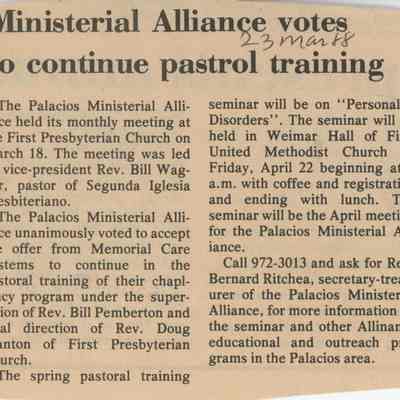 Ministerial Alliance votes
23 Mar 88
o continue pastrol training
The Palacios Ministerial Alli-
ce held its monthly meeting at
e First Presbyterian Church on
arch 18. The meeting was led
vice-president Rev. Bill Wag-
r, pastor of Segunda Iglesia
esbiteriano.
The Palacios Ministerial Alli-
ce unanimously voted to accept
e offer from Memorial Care
stems to continue in the
storal training of their chapl-
ncy program under the super-
ion of Rev. Bill Pemberton and
al direction of Rev. Doug
anton of First Presbyterian
urch.
The spring pastoral training
seminar will be on "Personal
Disorders". The seminar will
held in Weimar Hall of Fi
United Methodist Church
Friday, April 22 beginning at
a.m. with coffee and registrati
and ending with lunch. T
seminar will be the April meeti
for the Palacios Ministerial A
iance.
Call 972-3013 and ask for Re
Bernard Ritchea, secretary-trea
urer of the Palacios Minister
Alliance, for more information
the seminar and other Allinan
educational and outreach pr
grams in the Palacios area.